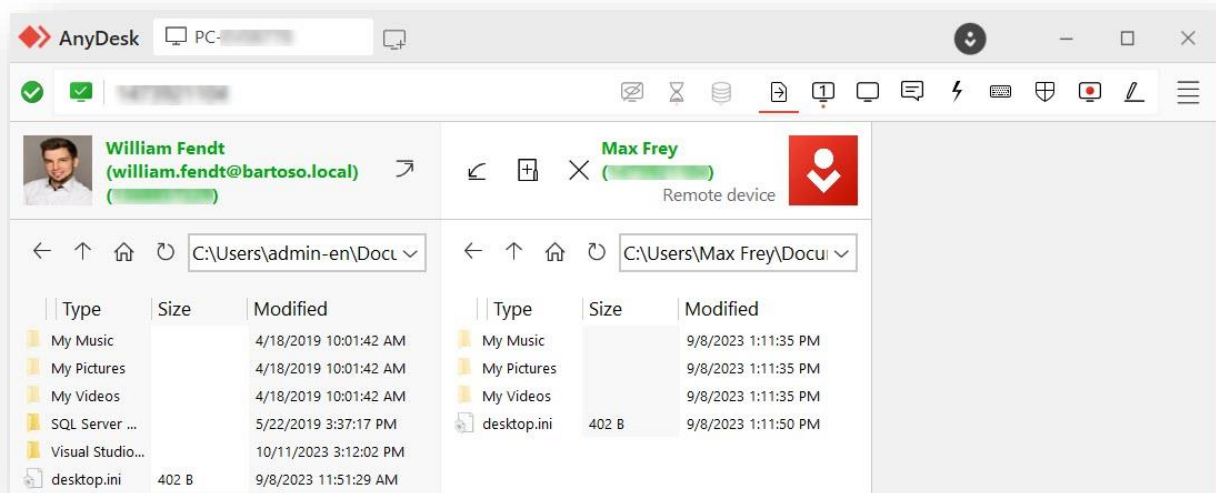 AnyDesk PC-
1
William Fendt
(william.fendt@bartoso.local)
(
)
Max Frey
(
)
Remote device
C:\Users\admin-en\Docu
C:\Users\Max Frey\Docu
Type Size Modified
My Music 4/18/2019 10:01:42 AM
My Pictures 4/18/2019 10:01:42 AM
My Videos 4/18/2019 10:01:42 AM
SQL Server ... 5/22/2019 3:37:17 PM
Visual Studio... 10/11/2023 3:12:02 PM
desktop.ini 402 B 9/8/2023 11:51:29 AM
Type Size Modified
My Music 9/8/2023 1:11:35 PM
My Pictures 9/8/2023 1:11:35 PM
My Videos 9/8/2023 1:11:35 PM
desktop.ini 402 B 9/8/2023 1:11:50 PM